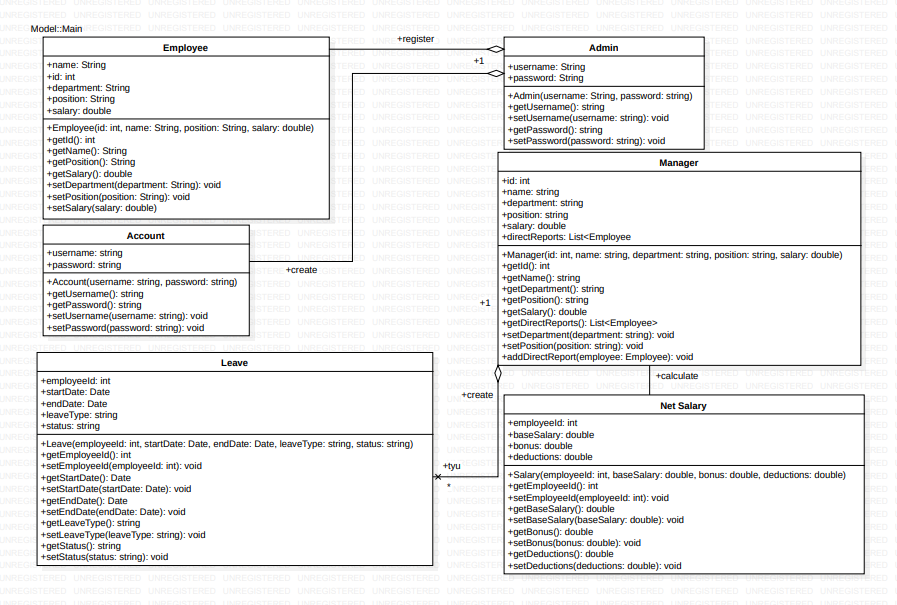 Model::Main
Employee
+name: String
+id: int
+department: String
+position: String
+salary: double
+Employee(id: int, name: String, position: String, salary: double)
+getId(): int
+getName(): String
+getPosition(): String
+getSalary(): double
+setDepartment(department: String): void
+setPosition(position: String): void
+setSalary(salary: double)
+register
+1
Admin
+username: String
+password: String
+Admin(username: String, password: string)
+getUsername(): string
+setUsername(username: string): void
+getPassword(): string
+setPassword(password: string): void
Account
+username: string
+password: string
+Account(username: string, password: string)
+getUsername(): string
+getPassword(): string
+setUsername(username: string): void
+setPassword(password: string): void
+create
Manager
+id: int
+name: string
+department: string
+position: string
+salary: double
+directReports: List<Employee
+Manager(id: int, name: string, department: string, position: string, salary: double)
+getId(): int
+getName(): string
+getDepartment(): string
+getPosition(): string
+getSalary(): double
+getDirectReports(): List<Employee>
+setDepartment(department: string): void
+setPosition(position: string): void
+addDirectReport(employee: Employee): void
+1
+create
+calculate
Leave
+employeeId: int
+startDate: Date
+endDate: Date
+leaveType: string
+status: string
+Leave(employeeId: int, startDate: Date, endDate: Date, leaveType: string, status: string)
+getEmployeeId(): int
+setEmployeeId(employeeId: int): void
+getStartDate(): Date
+setStartDate(startDate: Date): void
+getEndDate(): Date
+setEndDate(endDate: Date): void
+getLeaveType(): string
+setLeaveType(leaveType: string): void
+getStatus(): string
+setStatus(status: string): void
+tyu
*
Net Salary
+employeeId: int
+baseSalary: double
+bonus: double
+deductions: double
+Salary(employeeId: int, baseSalary: double, bonus: double, deductions: double)
+getEmployeeId(): int
+setEmployeeId(employeeId: int): void
+getBaseSalary(): double
+setBaseSalary(baseSalary: double): void
+getBonus(): double
+setBonus(bonus: double): void
+getDeductions(): double
+setDeductions(deductions: double): void
UNREGISTERED